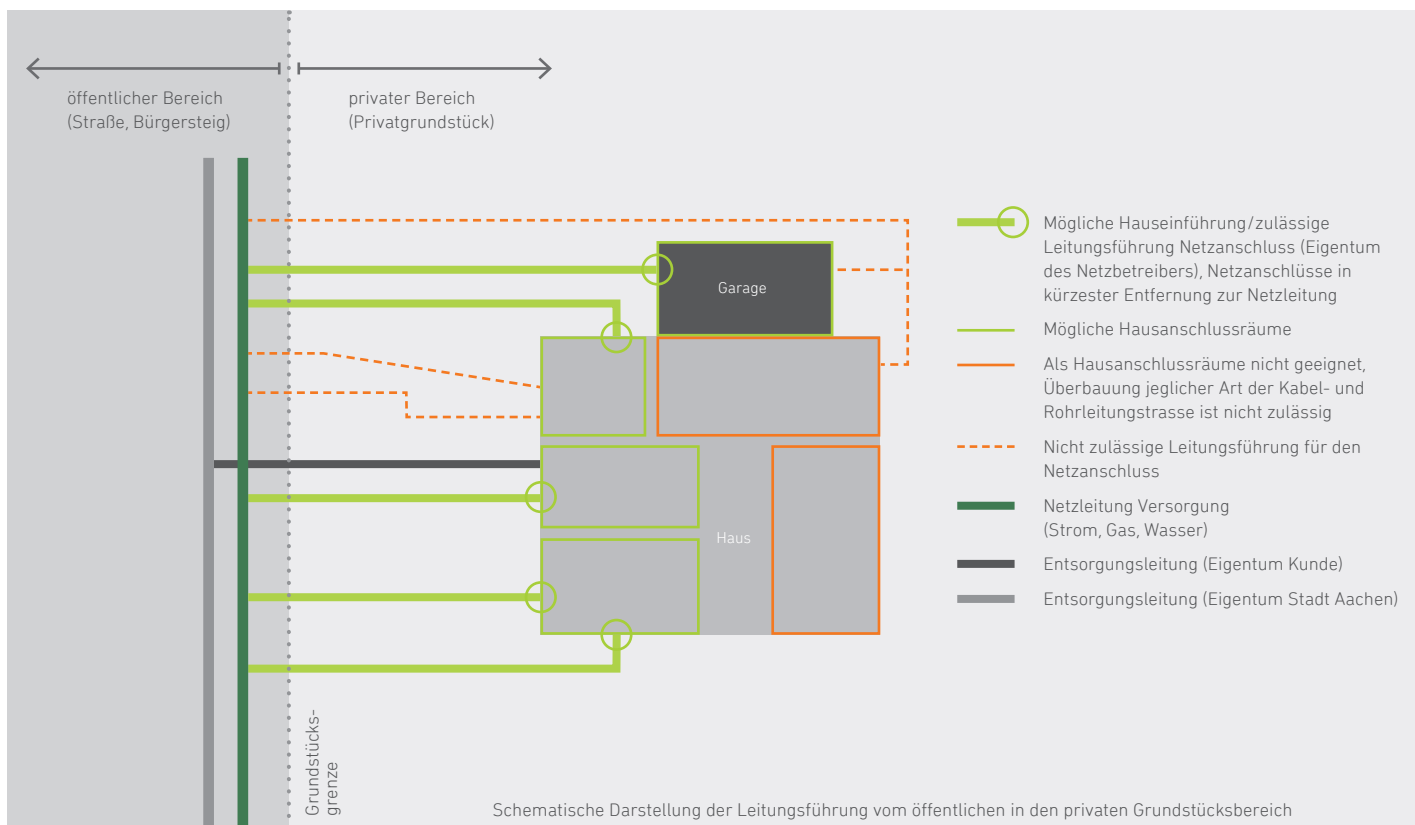 öffentlicher Bereich
(Straße, Bürgersteig)
privater Bereich
(Privatgrundstück)
Garage
Haus
Grundstücks-
grenze
Mögliche Hauseinführung/zulässige
Leitungsführung Netzanschluss (Eigentum
des Netzbetreibers), Netzanschlüsse in
kürzester Entfernung zur Netzleitung
Mögliche Hausanschlussräume
Als Hausanschlussräume nicht geeignet,
Überbauung jeglicher Art der Kabel- und
Rohrleitungstrasse ist nicht zulässig
Nicht zulässige Leitungsführung für den
Netzanschluss
Netzleitung Versorgung
(Strom, Gas, Wasser)
Entsorgungsleitung (Eigentum Kunde)
Entsorgungsleitung (Eigentum Stadt Aachen)
Schematische Darstellung der Leitungsführung vom öffentlichen in den privaten Grundstücksbereich